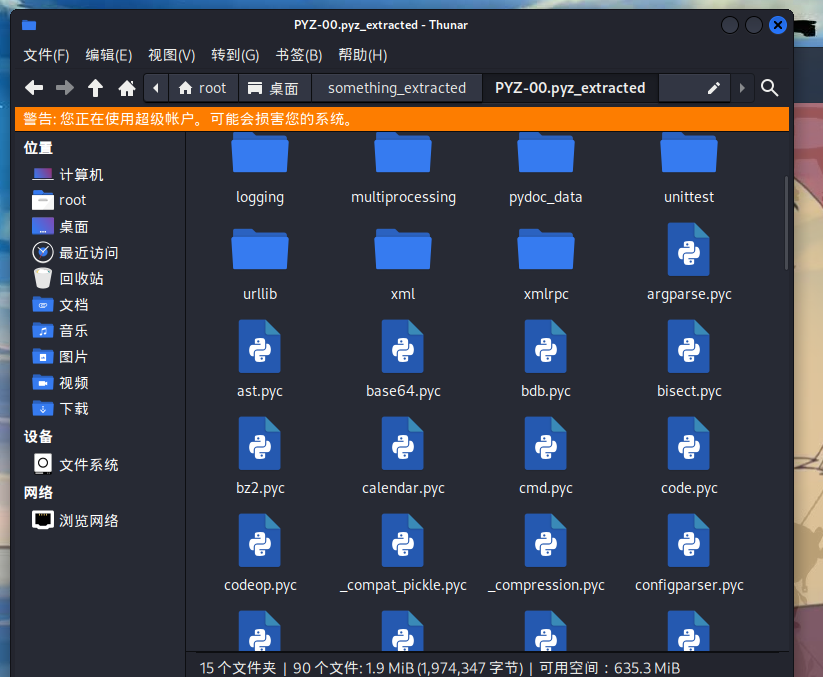 PYZ-00.pyz_extracted - Thunar
文件(F) 编辑(E) 视图(V) 转到(G) 书签(B) 帮助(H)
root 桌面 something_extracted PYZ-00.pyz_extracted
警告: 您正在使用超级帐户。可能会损害您的系统。
位置
计算机
root
桌面
最近访问
回收站
文档
音乐
图片
视频
下载
设备
文件系统
网络
浏览网络
logging multiprocessing pydoc_data unittest
urllib xml xmlrpc argparse.pyc
ast.pyc base64.pyc bdb.pyc bisect.pyc
bz2.pyc calendar.pyc cmd.pyc code.pyc
codeop.pyc _compat_pickle.pyc _compression.pyc configparser.pyc
15 个文件夹 | 90 个文件: 1.9 MiB (1,974,347 字节) | 可用空间：635.3 MiB